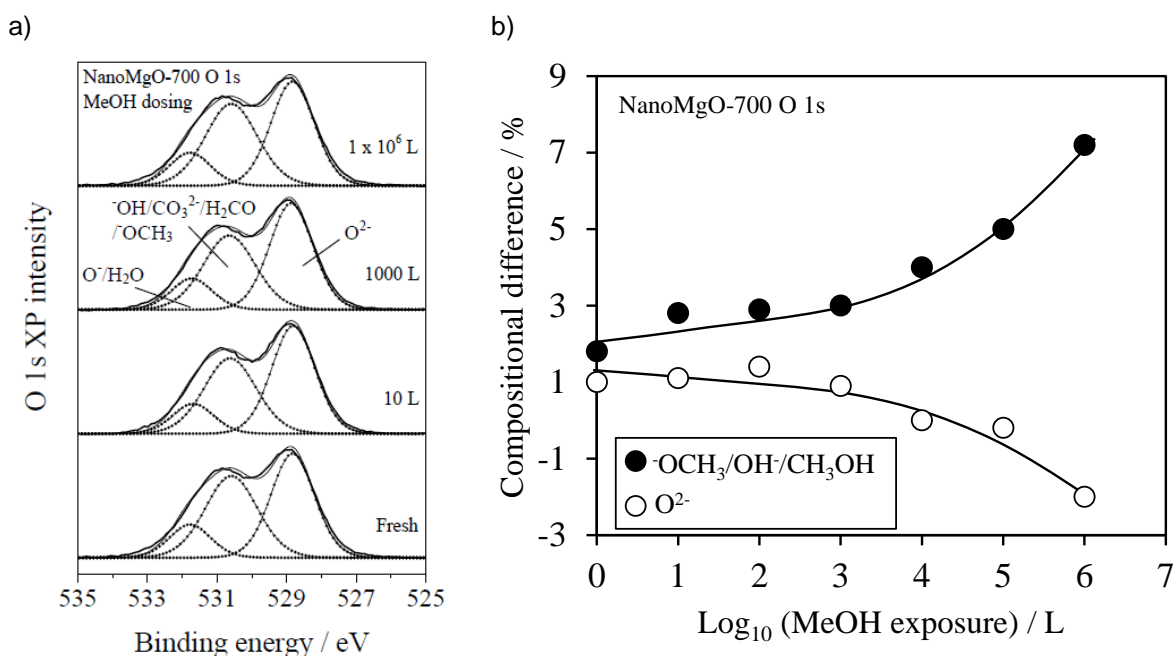 a)
NanoMgO-700 O 1s
MeOH dosing
1 x 10⁶ L
⁻OH/CO₃²⁻/H₂CO
/⁻OCH₃
O²⁻
O⁻/H₂O
1000 L
10 L
Fresh
O 1s XP intensity
535 533 531 529 527 525
Binding energy / eV
b)
9
7
5
3
1
-1
-3
NanoMgO-700 O 1s
Compositional difference / %
⁻OCH₃/OH⁻/CH₃OH
O²⁻
0 1 2 3 4 5 6 7
Log₁₀ (MeOH exposure) / L